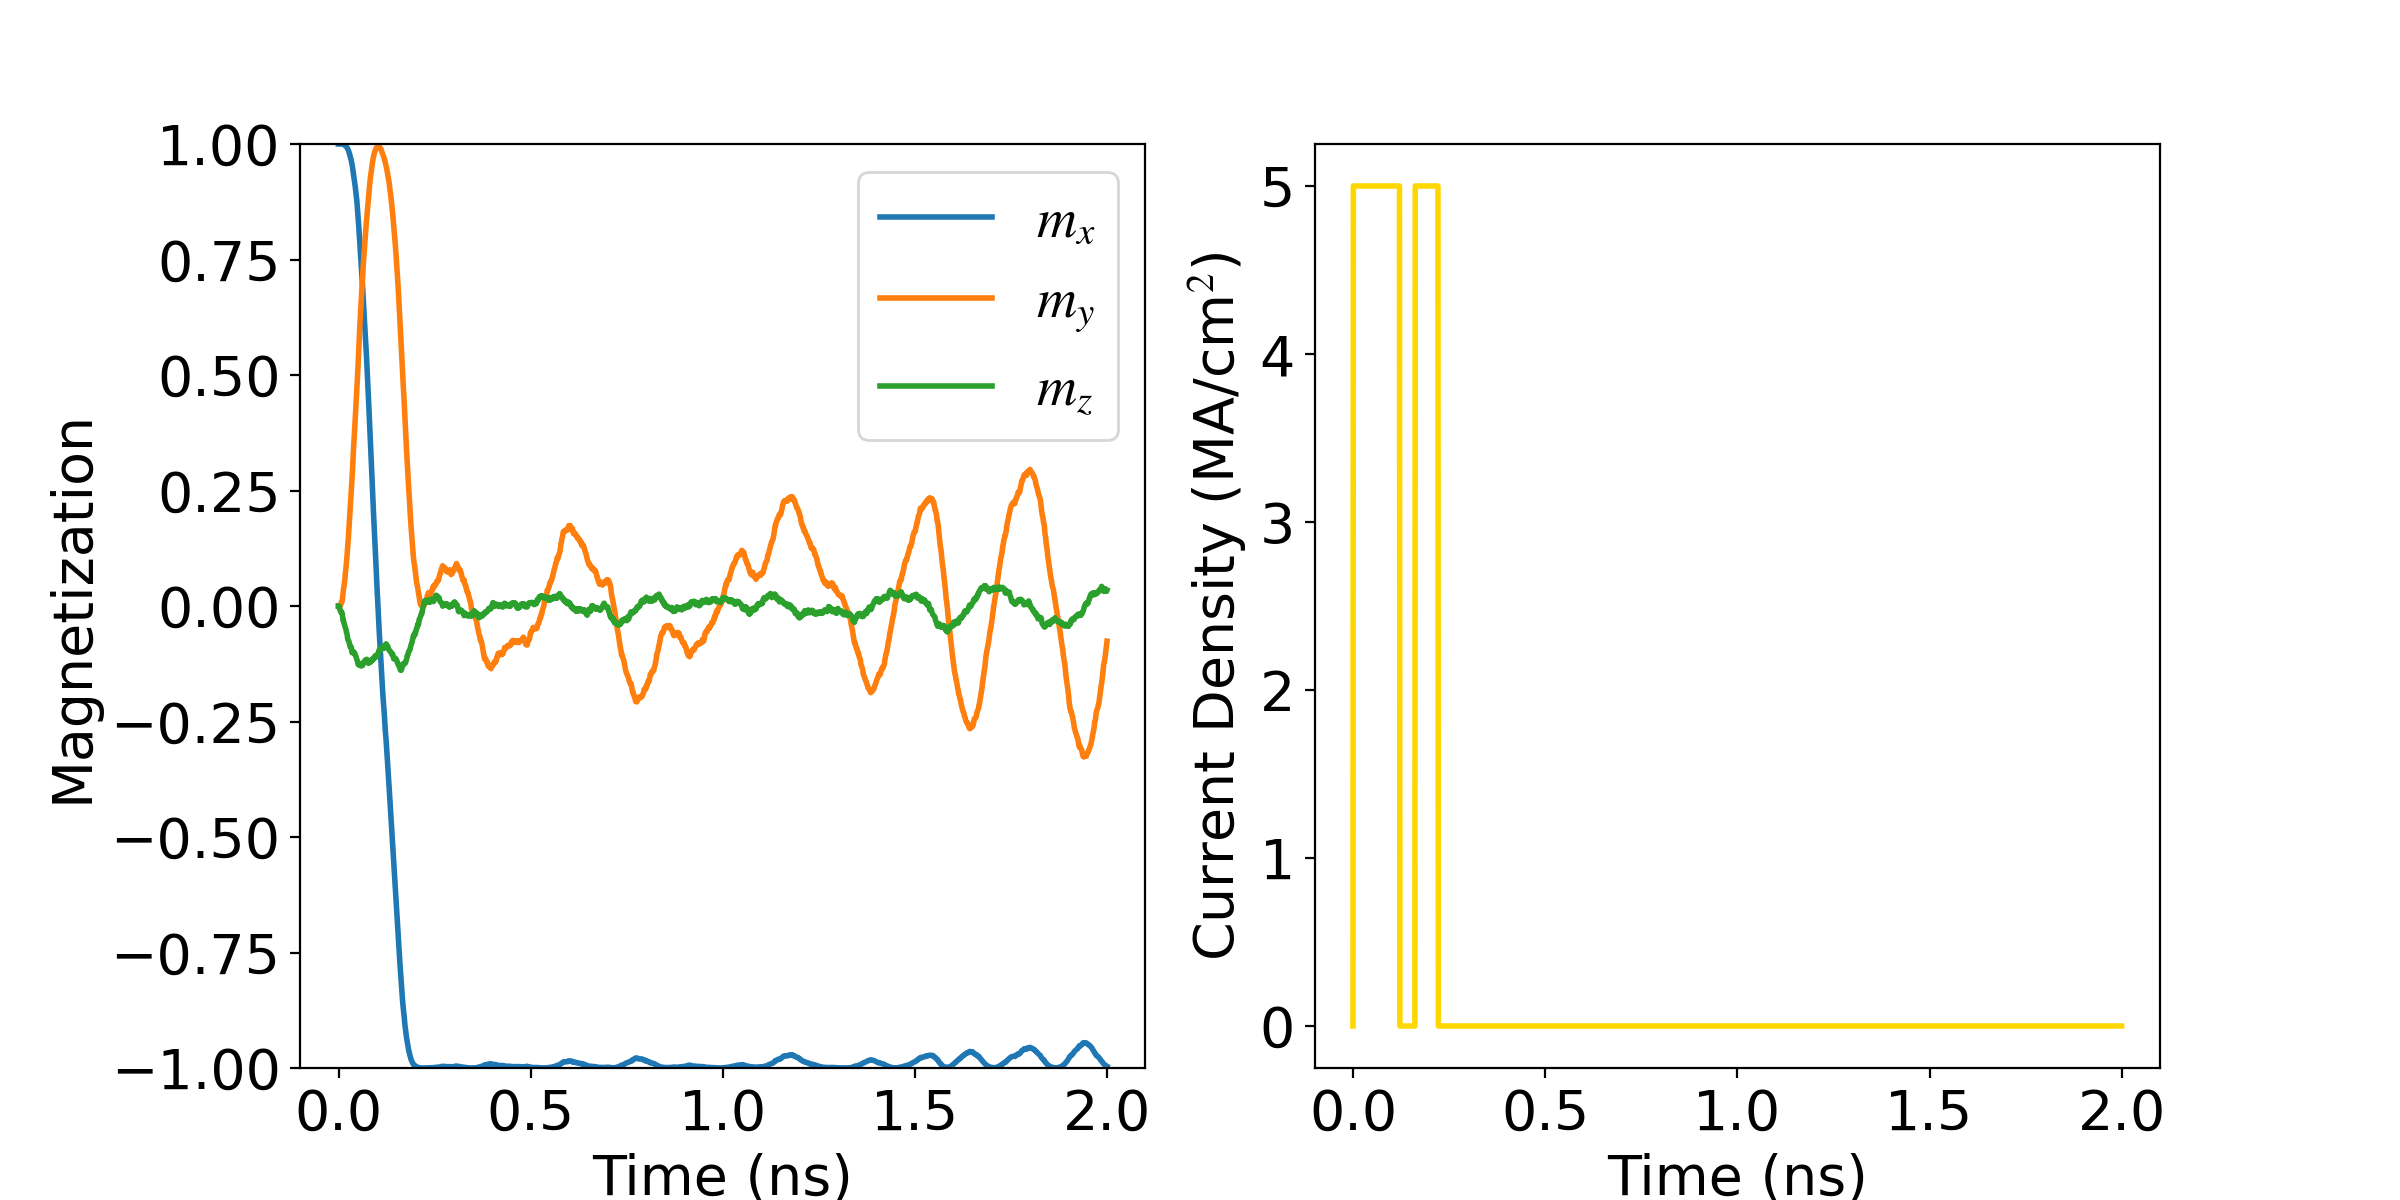 Magnetization
1.00
0.75
0.50
0.25
0.00
−0.25
−0.50
−0.75
−1.00
0.0 0.5 1.0 1.5 2.0
Time (ns)
m_x
m_y
m_z
Current Density (MA/cm²)
5
4
3
2
1
0
0.0 0.5 1.0 1.5 2.0
Time (ns)